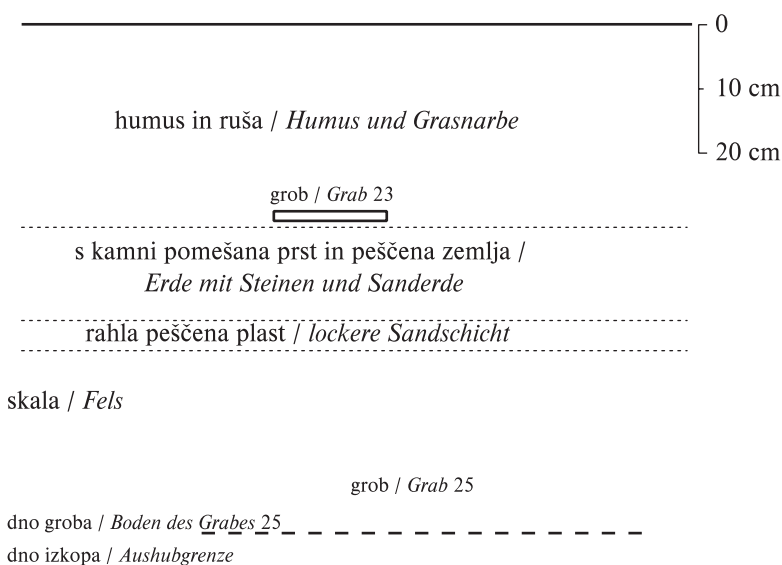 0
10 cm
humus in ruša / Humus und Grasnarbe
20 cm
grob / Grab 23
s kamni pomešana prst in peščena zemlja /
Erde mit Steinen und Sanderde
rahla peščena plast / lockere Sandschicht
skala / Fels
grob / Grab 25
dno groba / Boden des Grabes 25
dno izkopa / Aushubgrenze